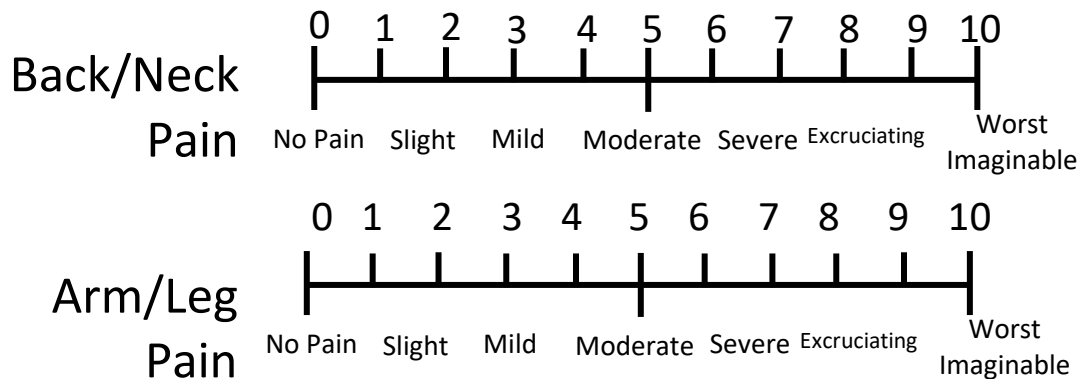 0 1 2 3 4 5 6 7 8 9 10
Back/Neck
Pain
No Pain Slight Mild Moderate Severe Excruciating Worst
Imaginable
0 1 2 3 4 5 6 7 8 9 10
Arm/Leg
Pain
No Pain Slight Mild Moderate Severe Excruciating Worst
Imaginable